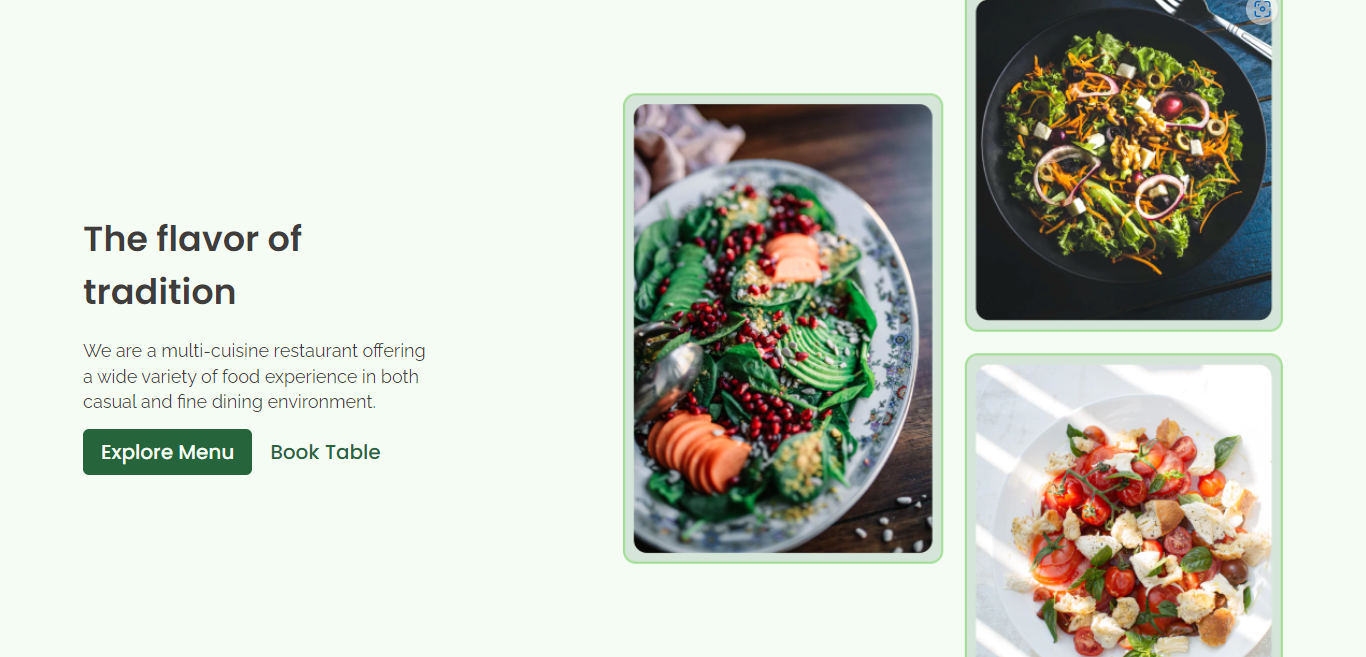 The flavor of
tradition
We are a multi-cuisine restaurant offering
a wide variety of food experience in both
casual and fine dining environment.
Explore Menu
Book Table